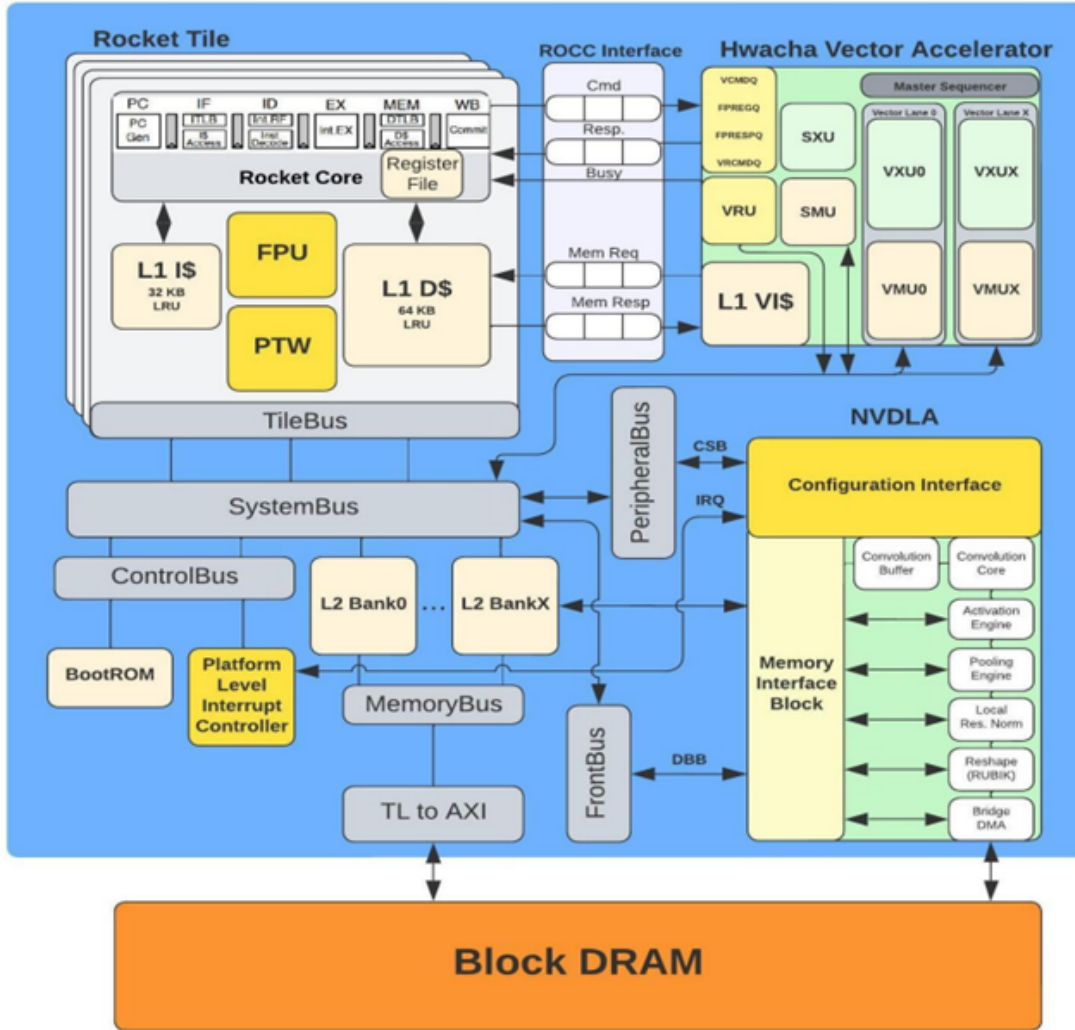 Rocket Tile
PC IF ID EX MEM WB
PC Gen
ITLB
I$ Access
Int.RF
Inst. Decode
Int.EX
DTLB
D$ Access
Commit
Rocket Core
Register File
L1 I$
32 KB
LRU
FPU
PTW
L1 D$
64 KB
LRU
TileBus
ROCC Interface
Cmd
Resp.
Busy
Mem Req
Mem Resp
Hwacha Vector Accelerator
VCMDQ
FPREGQ
FPRESPQ
VRCMDQ
Master Sequencer
SXU
Vector Lane 0
Vector Lane X
VXU0
VXUX
VRU
SMU
VMU0
VMUX
L1 VI$
SystemBus
PeripheralBus
CSB
IRQ
NVDLA
Configuration Interface
Convolution
Buffer
Convolution
Core
Activation
Engine
Pooling
Engine
Local
Res. Norm
Reshape
(RUBIK)
Bridge
DMA
Memory
Interface
Block
ControlBus
L2 Bank0
...
L2 BankX
BootROM
Platform
Level
Interrupt
Controller
MemoryBus
FrontBus
DBB
TL to AXI
Block DRAM